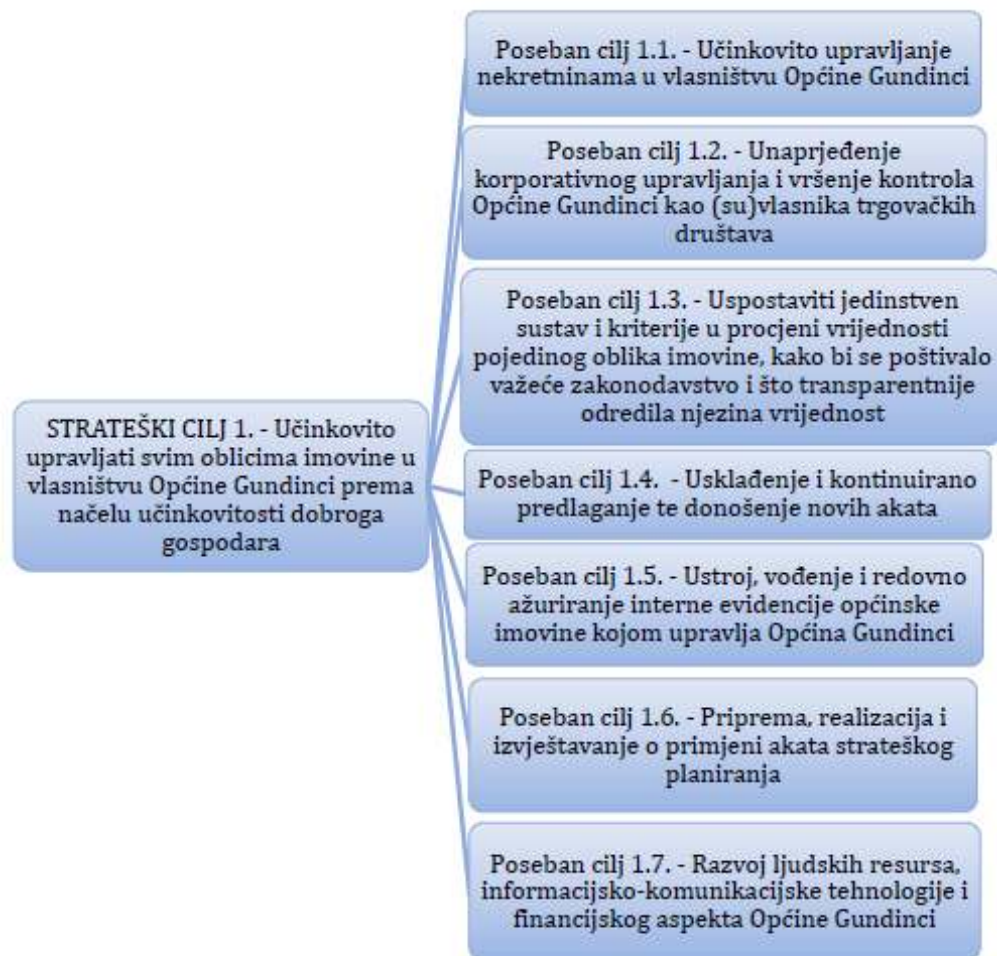 STRATEŠKI CILJ 1. - Učinkovito
upravljati svim oblicima imovine u
vlasništvu Općine Gundinci prema
načelu učinkovitosti dobroga
gospodara
Poseban cilj 1.1. - Učinkovito upravljanje
nekretninama u vlasništvu Općine Gundinci
Poseban cilj 1.2. - Unaprjeđenje
korporativnog upravljanja i vršenje kontrola
Općine Gundinci kao (su)vlasnika trgovačkih
društava
Poseban cilj 1.3. - Uspostaviti jedinstven
sustav i kriterije u procjeni vrijednosti
pojedinog oblika imovine, kako bi se poštivalo
važeće zakonodavstvo i što transparentnije
odredila njezina vrijednost
Poseban cilj 1.4. - Usklađenje i kontinuirano
predlaganje te donošenje novih akata
Poseban cilj 1.5. - Ustroj, vođenje i redovno
ažuriranje interne evidencije općinske
imovine kojom upravlja Općina Gundinci
Poseban cilj 1.6. - Priprema, realizacija i
izvještavanje o primjeni akata strateškog
planiranja
Poseban cilj 1.7. - Razvoj ljudskih resursa,
informacijsko-komunikacijske tehnologije i
financijskog aspekta Općine Gundinci